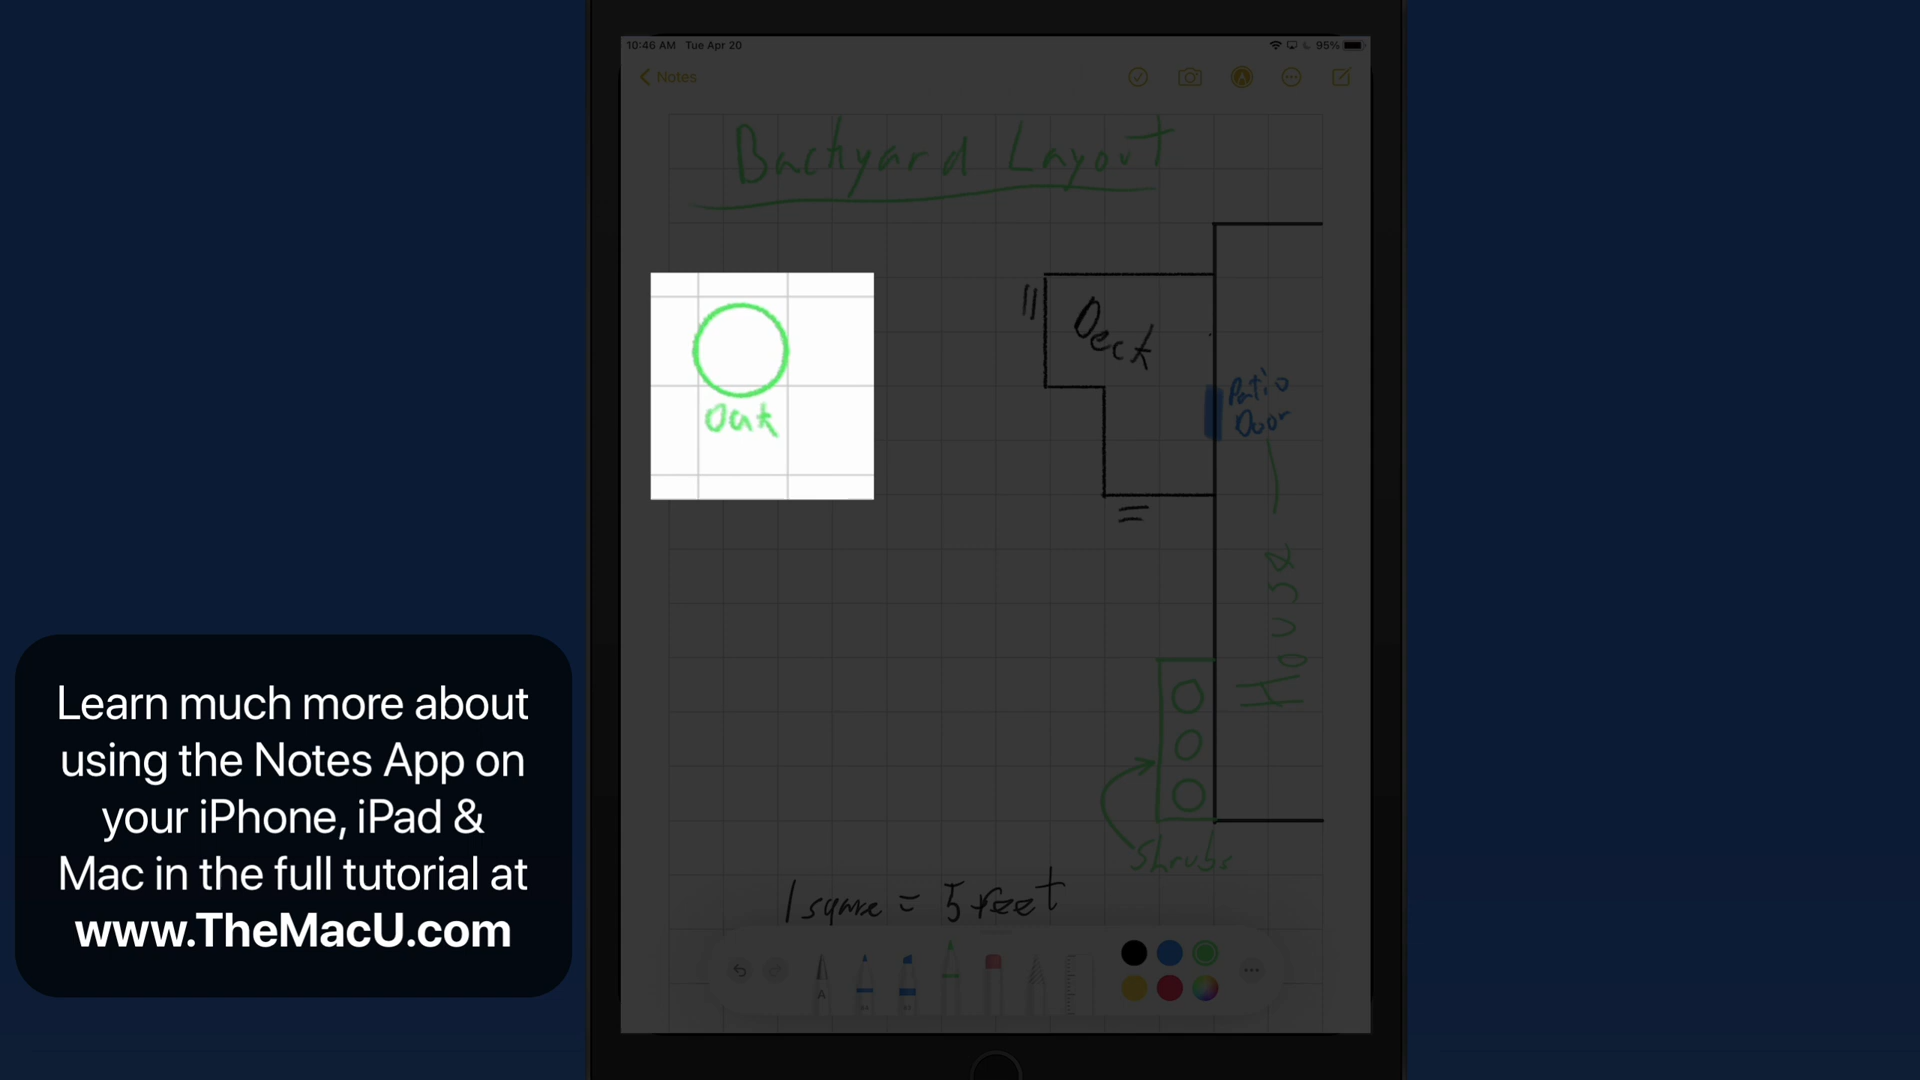 10:46 AM Tue Apr 20
95%
Notes
Backyard Layout
Oak
Deck
Patio
Door
House
Shrubs
1 square = 5 feet
A
Learn much more about
using the Notes App on
your iPhone, iPad &
Mac in the full tutorial at
www.TheMacU.com